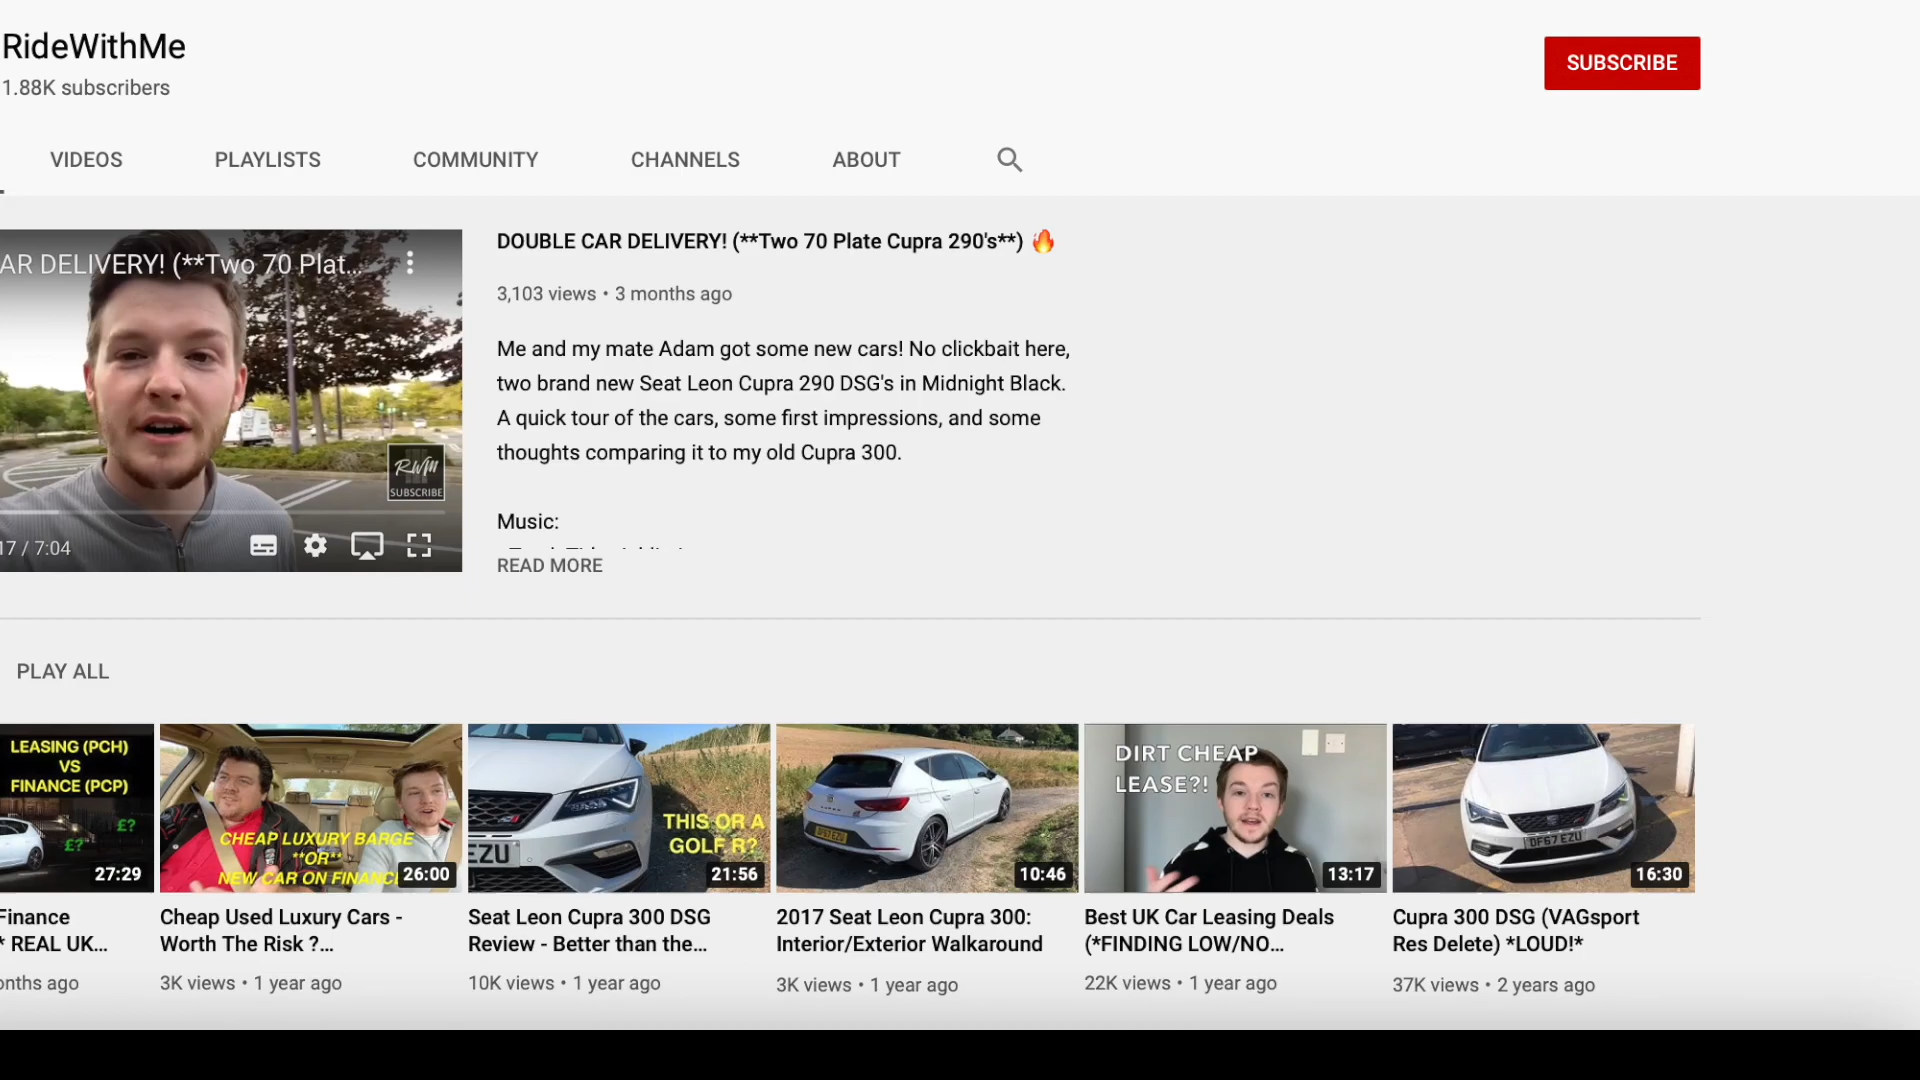 RideWithMe
1.88K subscribers
SUBSCRIBE
VIDEOS PLAYLISTS COMMUNITY CHANNELS ABOUT
AR DELIVERY! (**Two 70 Plat...
RWM
SUBSCRIBE
17 / 7:04
DOUBLE CAR DELIVERY! (**Two 70 Plate Cupra 290's**) 🔥
3,103 views • 3 months ago
Me and my mate Adam got some new cars! No clickbait here,
two brand new Seat Leon Cupra 290 DSG's in Midnight Black.
A quick tour of the cars, some first impressions, and some
thoughts comparing it to my old Cupra 300.
Music:
READ MORE
PLAY ALL
LEASING (PCH)
VS
FINANCE (PCP)
£?
£?
27:29
Finance
* REAL UK...
onths ago
CHEAP LUXURY BARGE
**OR**
NEW CAR ON FINANCE
26:00
Cheap Used Luxury Cars -
Worth The Risk ?...
3K views • 1 year ago
THIS OR A
GOLF R?
EZU
21:56
Seat Leon Cupra 300 DSG
Review - Better than the...
10K views • 1 year ago
DF67 EZU
10:46
2017 Seat Leon Cupra 300:
Interior/Exterior Walkaround
3K views • 1 year ago
DIRT CHEAP
LEASE?!
13:17
Best UK Car Leasing Deals
(*FINDING LOW/NO...
22K views • 1 year ago
DF67 EZU
16:30
Cupra 300 DSG (VAGsport
Res Delete) *LOUD!*
37K views • 2 years ago